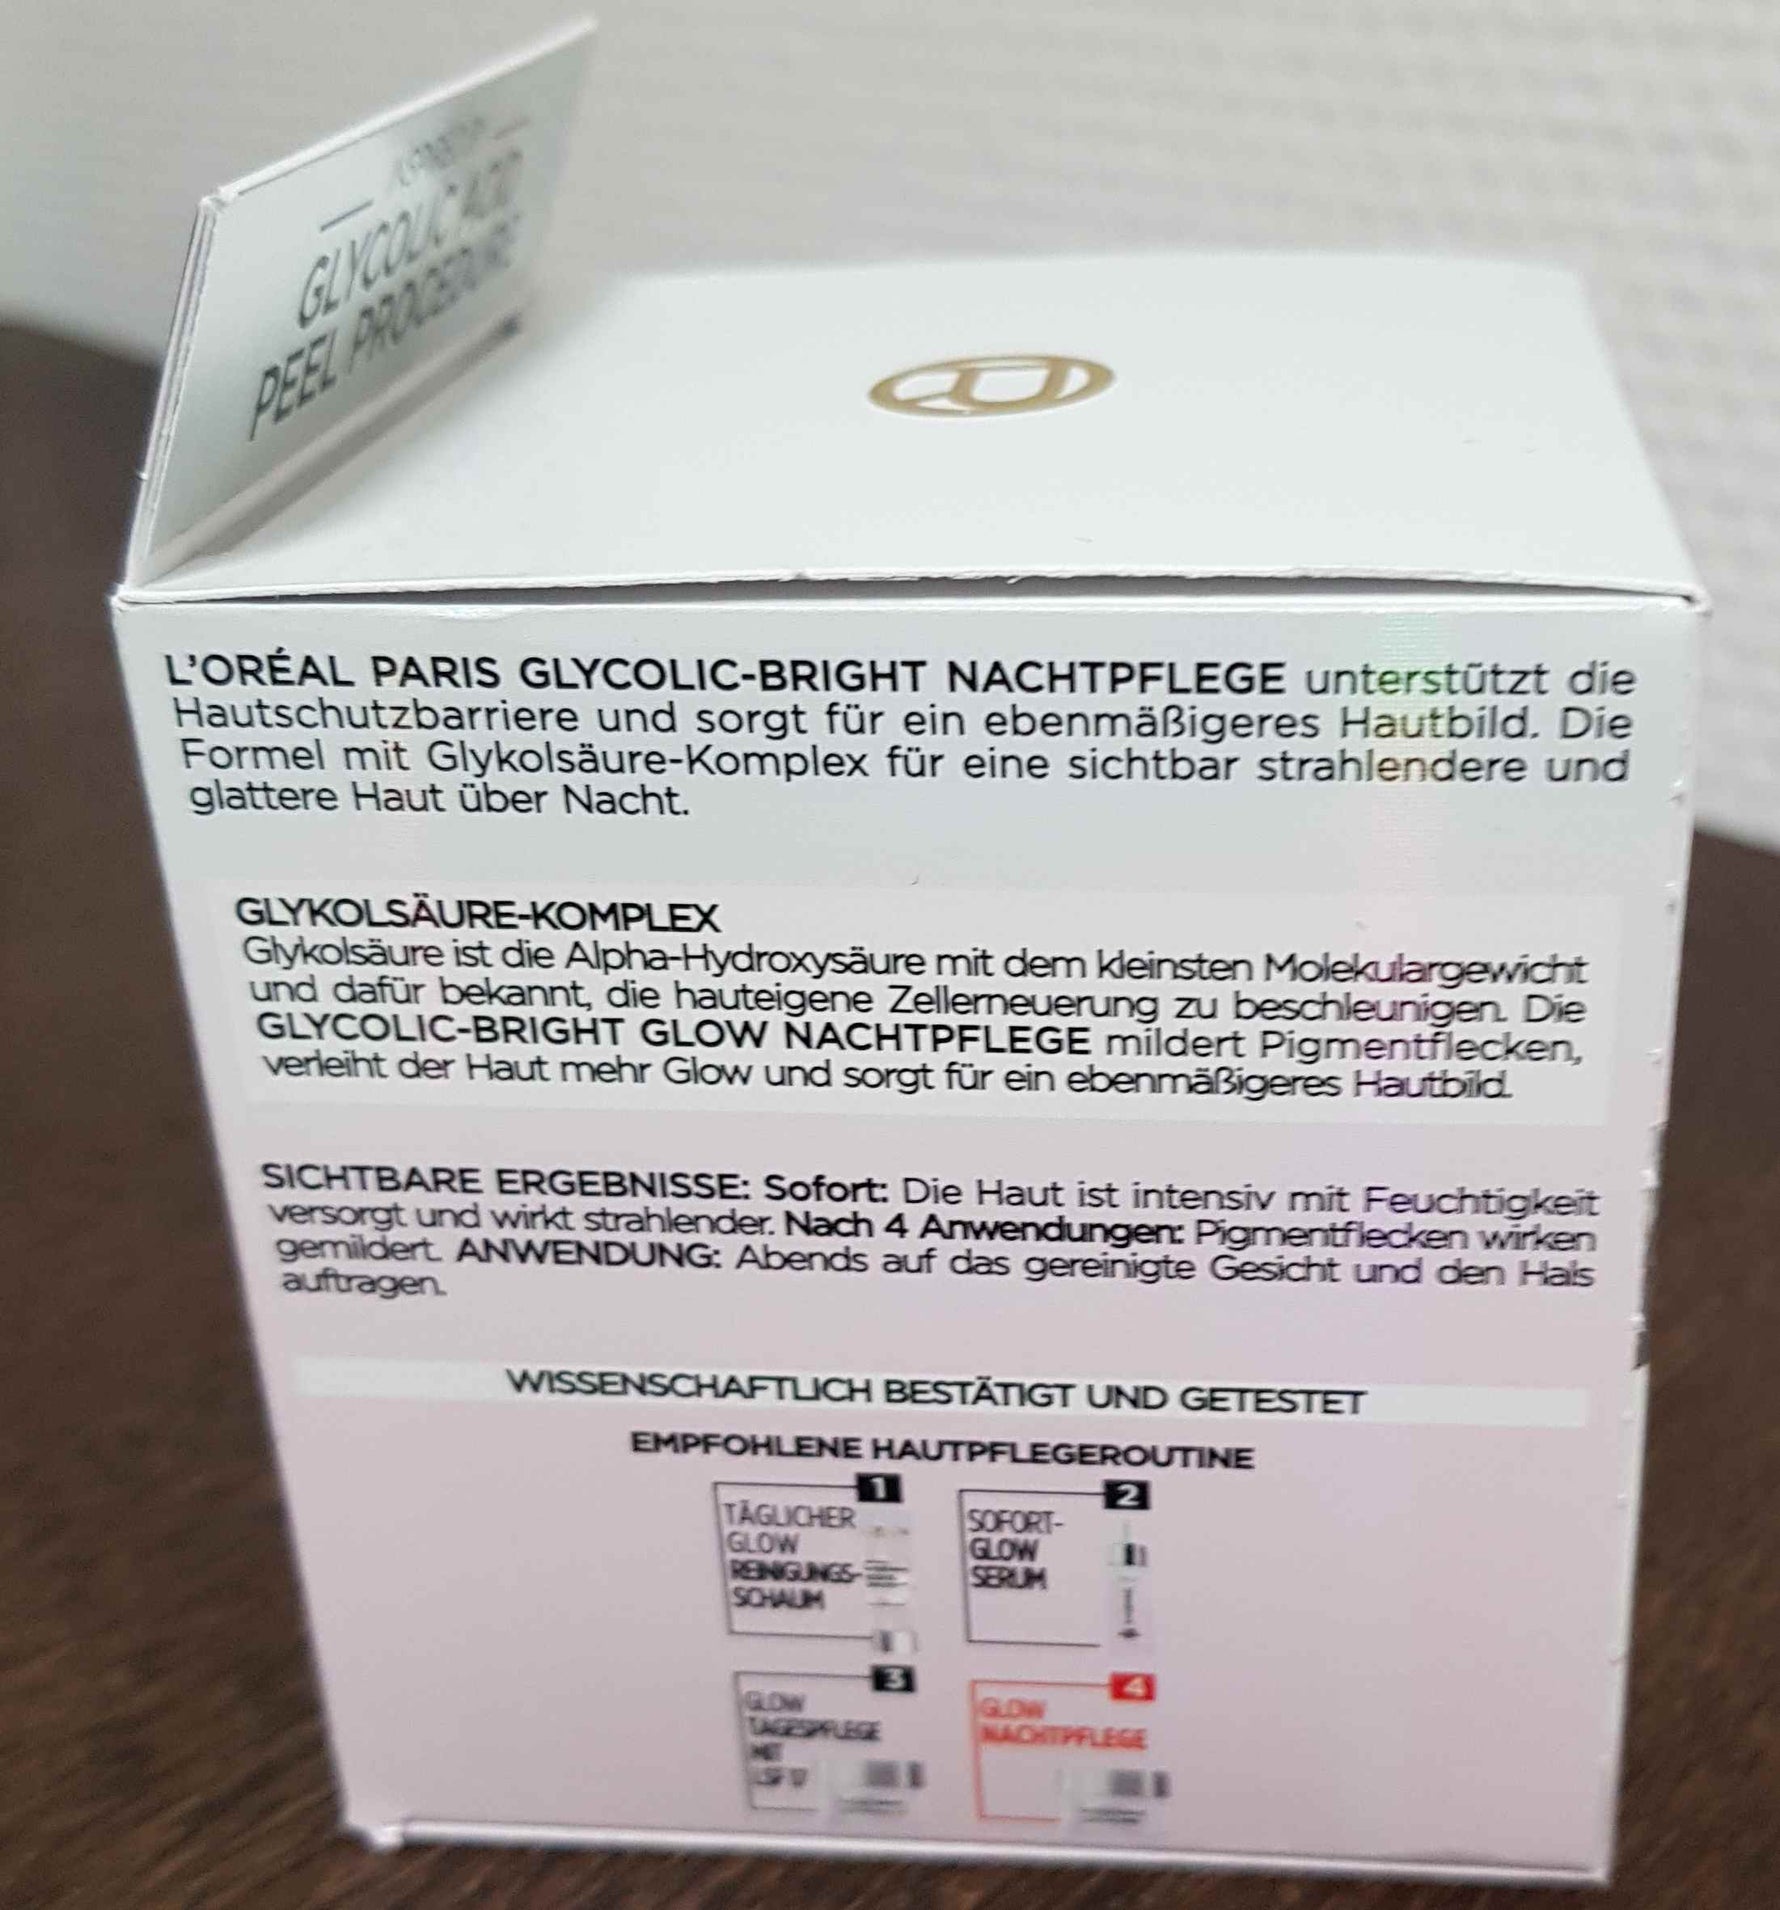 GLYCOLIC ACID
PEEL PROCEDURE
L'ORÉAL PARIS GLYCOLIC-BRIGHT NACHTPFLEGE unterstützt die
Hautschutzbarriere und sorgt für ein ebenmäßigeres Hautbild. Die
Formel mit Glykolsäure-Komplex für eine sichtbar strahlendere und
glattere Haut über Nacht.
GLYKOLSÄURE-KOMPLEX
Glykolsäure ist die Alpha-Hydroxysäure mit dem kleinsten Molekulargewicht
und dafür bekannt, die hauteigene Zellerneuerung zu beschleunigen. Die
GLYCOLIC-BRIGHT GLOW NACHTPFLEGE mildert Pigmentflecken,
verleiht der Haut mehr Glow und sorgt für ein ebenmäßigeres Hautbild.
SICHTBARE ERGEBNISSE: Sofort: Die Haut ist intensiv mit Feuchtigkeit
versorgt und wirkt strahlender. Nach 4 Anwendungen: Pigmentflecken wirken
gemildert. ANWENDUNG: Abends auf das gereinigte Gesicht und den Hals
auftragen.
WISSENSCHAFTLICH BESTÄTIGT UND GETESTET
EMPFOHLENE HAUTPFLEGEROUTINE
1
TÄGLICHER
GLOW
REINIGUNGS-
SCHAUM
2
SOFORT-
GLOW
SERUM
3
GLOW
TAGESPFLEGE
MIT
LSF 17
4
GLOW
NACHTPFLEGE